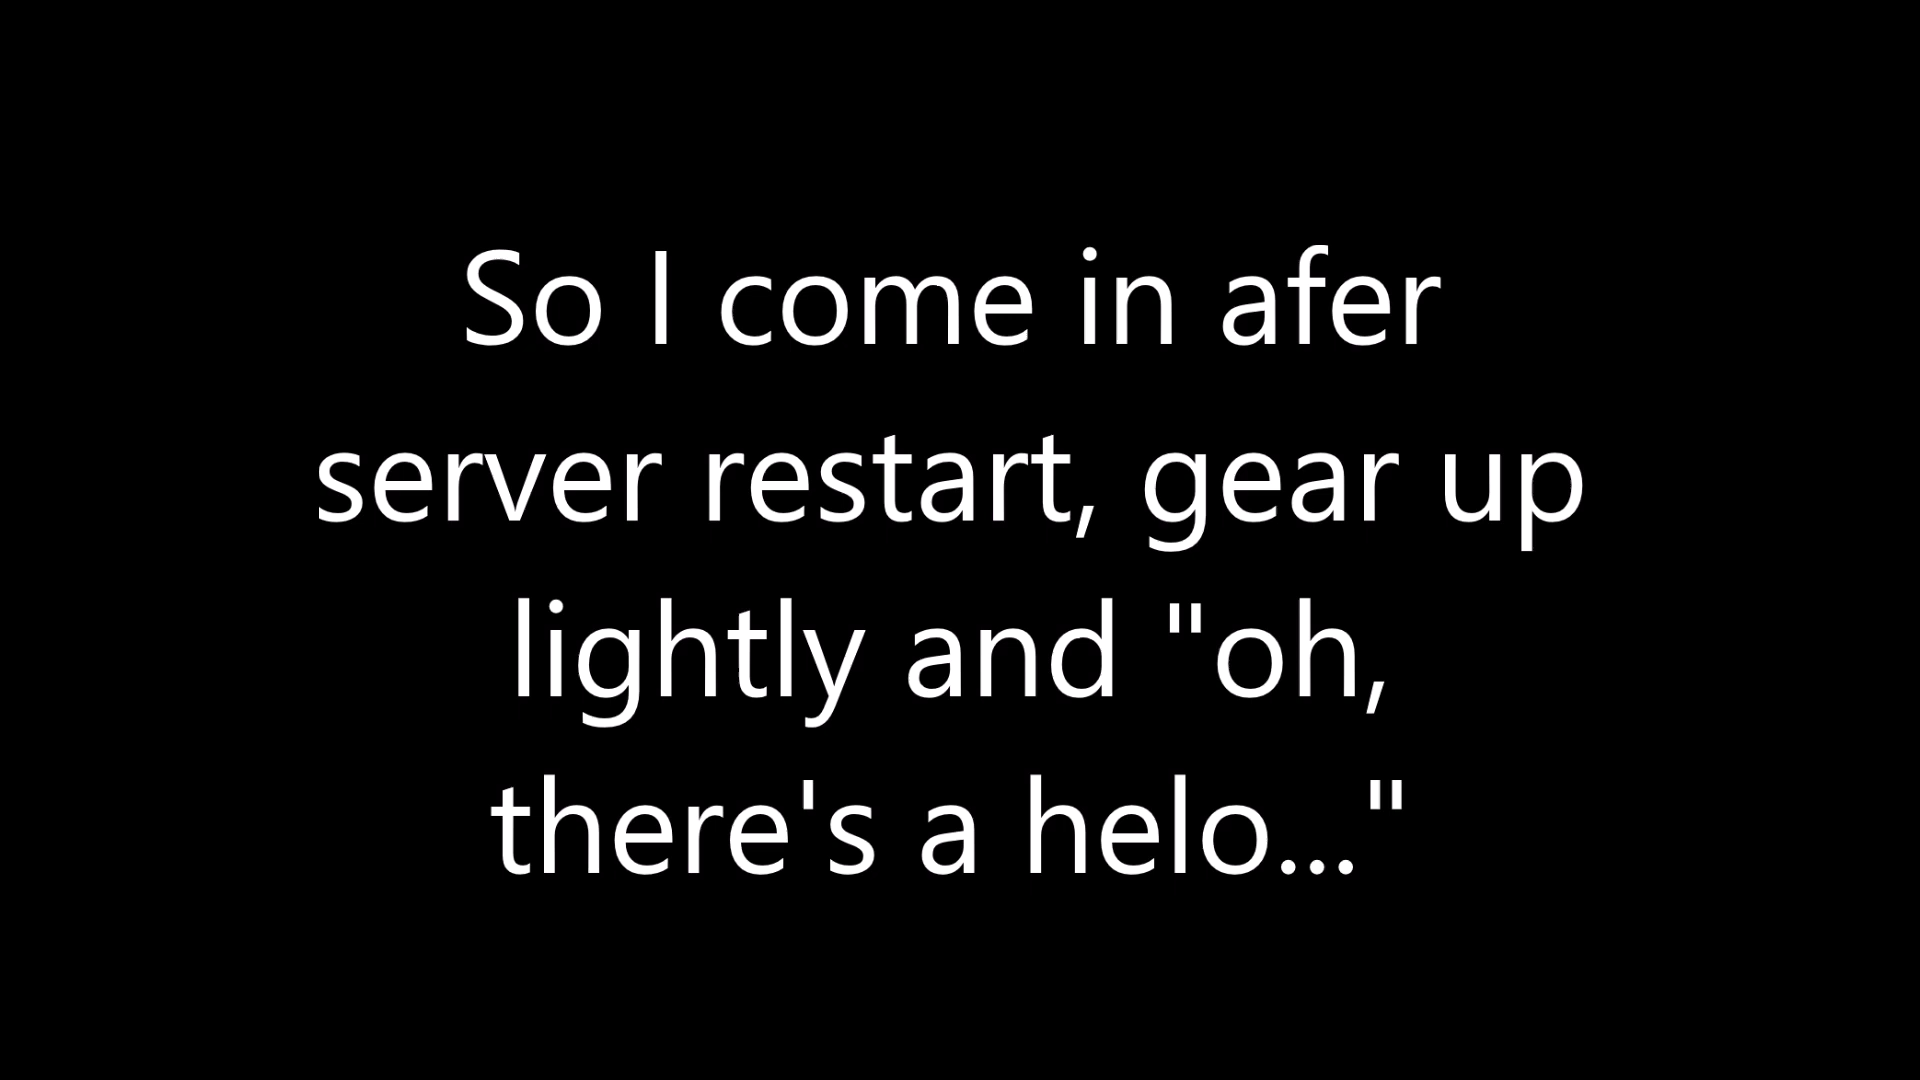 So I come in afer
server restart, gear up
lightly and "oh,
there's a helo..."